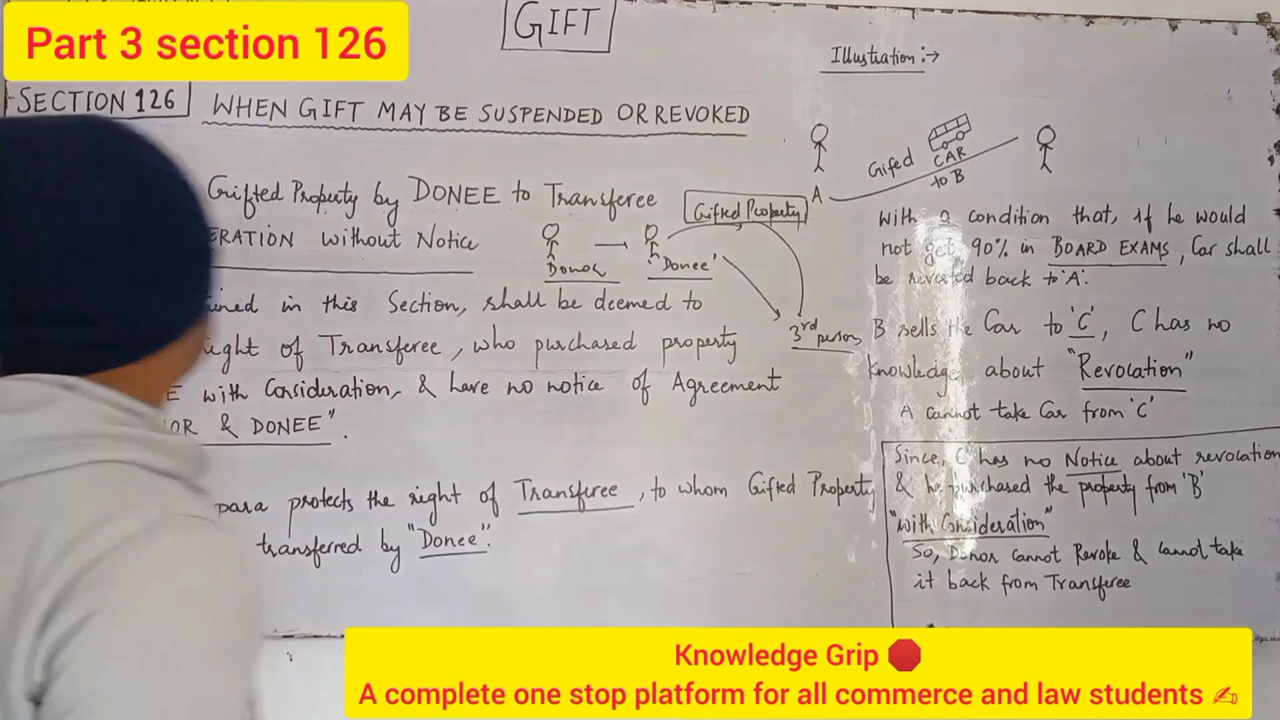 Part 3 section 126
GIFT
SECTION 126 WHEN GIFT MAY BE SUSPENDED OR REVOKED
Gifted Property by DONEE to Transferee
ERATION without Notice
Donor
"Donee'
Gifted Property
3rd person
ined in this Section, shall be deemed to
ight of Transferee, who purchased property
E with Consideration, & have no notice of Agreement
OR & DONEE".
para protects the right of Transferee, to whom Gifted Property
transferred by "Donee".
Illustration:→
A
Gifed
CAR
to B
With a condition that, if he would
not get 90% in BOARD EXAMS, Car shall
be reverted back to 'A'.
B sells the Car to 'C', C has no
knowledge about "Revocation"
A cannot take Car from 'C'
Since, C has no Notice about revocation
& he purchased the property from 'B'
"with Consideration"
So, Donor cannot Revoke & cannot take
it back from Transferee
Knowledge Grip 🛑
A complete one stop platform for all commerce and law students ✍